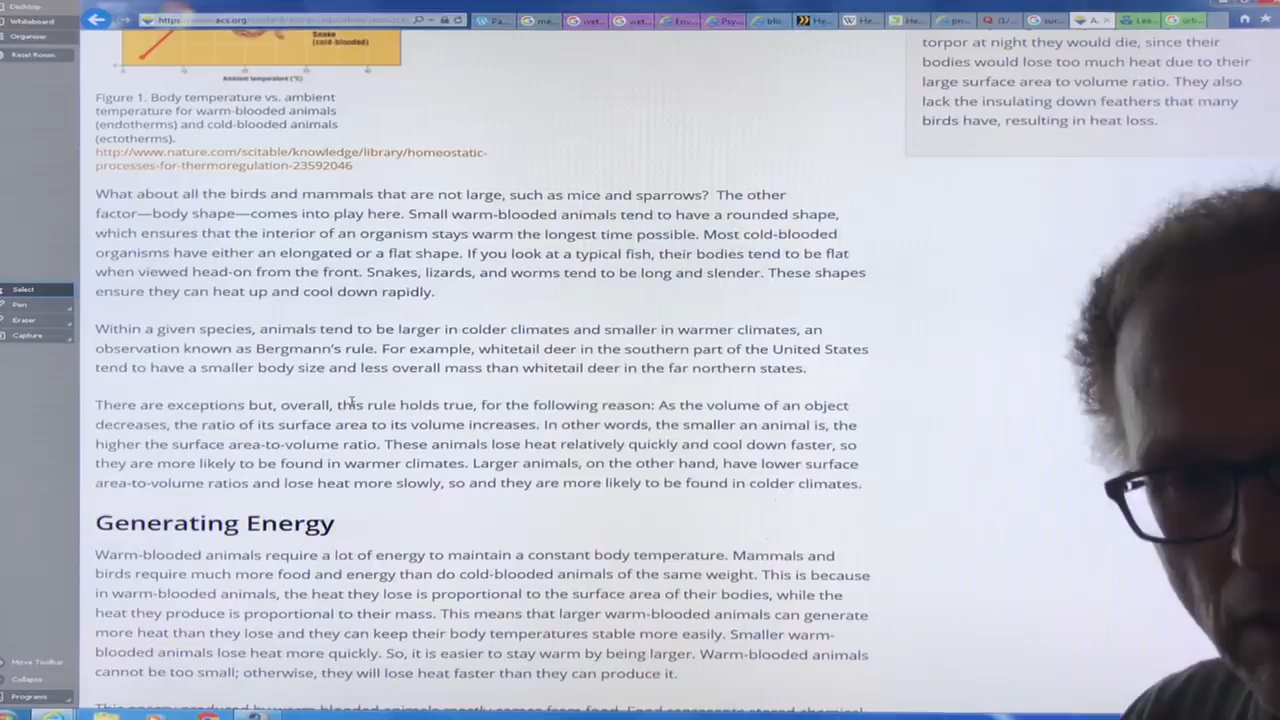 Desktop
Whiteboard
Organizer
Reset Room
Select
Pen
Eraser
Capture
Move Toolbar
Collapse
Programs
Snake
(cold-blooded)
Ambient temperature (°C)
Figure 1. Body temperature vs. ambient
temperature for warm-blooded animals
(endotherms) and cold-blooded animals
(ectotherms).
http://www.nature.com/scitable/knowledge/library/homeostatic-
processes-for-thermoregulation-23592046
What about all the birds and mammals that are not large, such as mice and sparrows? The other
factor—body shape—comes into play here. Small warm-blooded animals tend to have a rounded shape,
which ensures that the interior of an organism stays warm the longest time possible. Most cold-blooded
organisms have either an elongated or a flat shape. If you look at a typical fish, their bodies tend to be flat
when viewed head-on from the front. Snakes, lizards, and worms tend to be long and slender. These shapes
ensure they can heat up and cool down rapidly.
Within a given species, animals tend to be larger in colder climates and smaller in warmer climates, an
observation known as Bergmann's rule. For example, whitetail deer in the southern part of the United States
tend to have a smaller body size and less overall mass than whitetail deer in the far northern states.
There are exceptions but, overall, this rule holds true, for the following reason: As the volume of an object
decreases, the ratio of its surface area to its volume increases. In other words, the smaller an animal is, the
higher the surface area-to-volume ratio. These animals lose heat relatively quickly and cool down faster, so
they are more likely to be found in warmer climates. Larger animals, on the other hand, have lower surface
area-to-volume ratios and lose heat more slowly, so and they are more likely to be found in colder climates.
Generating Energy
Warm-blooded animals require a lot of energy to maintain a constant body temperature. Mammals and
birds require much more food and energy than do cold-blooded animals of the same weight. This is because
in warm-blooded animals, the heat they lose is proportional to the surface area of their bodies, while the
heat they produce is proportional to their mass. This means that larger warm-blooded animals can generate
more heat than they lose and they can keep their body temperatures stable more easily. Smaller warm-
blooded animals lose heat more quickly. So, it is easier to stay warm by being larger. Warm-blooded animals
cannot be too small; otherwise, they will lose heat faster than they can produce it.
torpor at night they would die, since their
bodies would lose too much heat due to their
large surface area to volume ratio. They also
lack the insulating down feathers that many
birds have, resulting in heat loss.